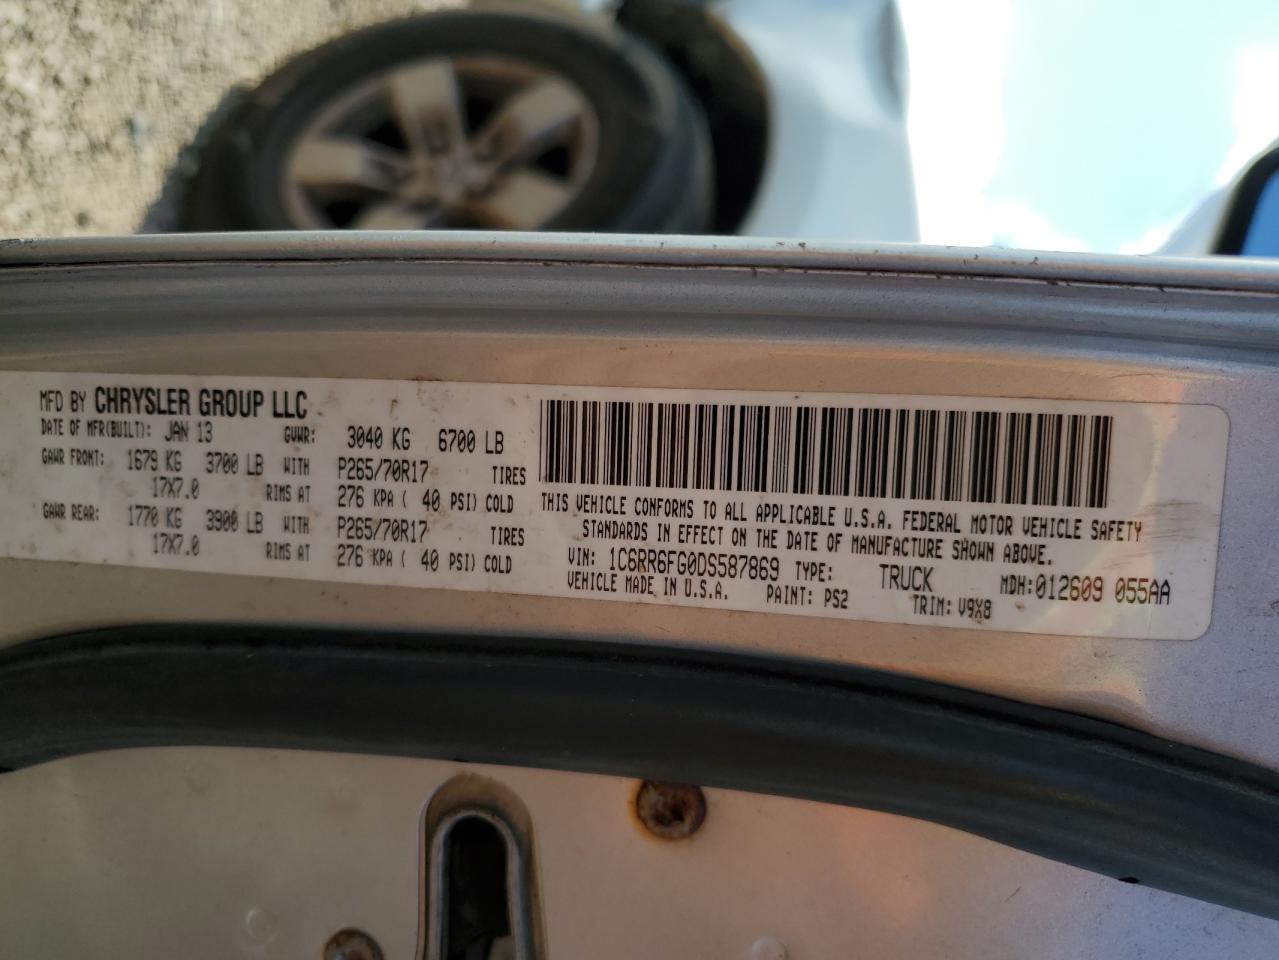 MFD BY CHRYSLER GROUP LLC
DATE OF MFR(BUILT): JAN 13 GVWR: 3040 KG 6700 LB
GAWR FRONT: 1679 KG 3700 LB WITH P265/70R17 TIRES
17X7.0 RIMS AT 276 KPA ( 40 PSI) COLD
GAWR REAR: 1770 KG 3900 LB WITH P265/70R17 TIRES
17X7.0 RIMS AT 276 KPA ( 40 PSI) COLD
THIS VEHICLE CONFORMS TO ALL APPLICABLE U.S.A. FEDERAL MOTOR VEHICLE SAFETY
STANDARDS IN EFFECT ON THE DATE OF MANUFACTURE SHOWN ABOVE.
VIN: 1C6RR6FG0DS587869 TYPE: TRUCK MDH:012609 055AA
VEHICLE MADE IN U.S.A. PAINT: PS2 TRIM: V9X8